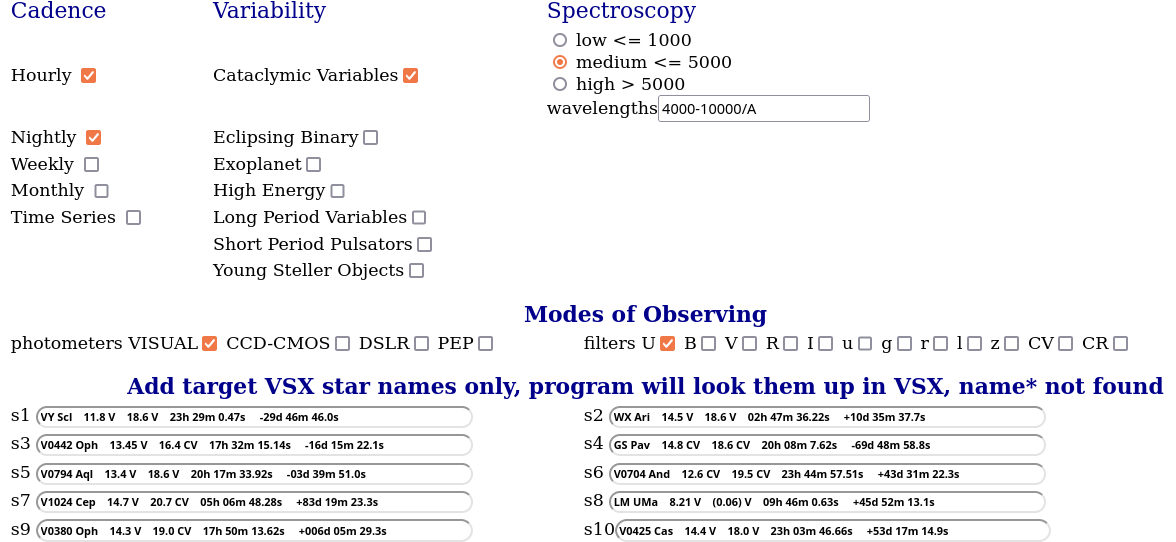 Cadence Variability Spectroscopy
low <= 1000
Hourly Cataclymic Variables medium <= 5000
high > 5000
wavelengths 4000-10000/A
Nightly Eclipsing Binary
Weekly Exoplanet
Monthly High Energy
Time Series Long Period Variables
Short Period Pulsators
Young Steller Objects
Modes of Observing
photometers VISUAL CCD-CMOS DSLR PEP filters U B V R I u g r l z CV CR
Add target VSX star names only, program will look them up in VSX, name* not found
s1 VY Scl 11.8 V 18.6 V 23h 29m 0.47s -29d 46m 46.0s s2 WX Ari 14.5 V 18.6 V 02h 47m 36.22s +10d 35m 37.7s
s3 V0442 Oph 13.45 V 16.4 CV 17h 32m 15.14s -16d 15m 22.1s s4 GS Pav 14.8 CV 18.6 CV 20h 08m 7.62s -69d 48m 58.8s
s5 V0794 Aql 13.4 V 18.6 V 20h 17m 33.92s -03d 39m 51.0s s6 V0704 And 12.6 CV 19.5 CV 23h 44m 57.51s +43d 31m 22.3s
s7 V1024 Cep 14.7 V 20.7 CV 05h 06m 48.28s +83d 19m 23.3s s8 LM UMa 8.21 V (0.06) V 09h 46m 0.63s +45d 52m 13.1s
s9 V0380 Oph 14.3 V 19.0 CV 17h 50m 13.62s +006d 05m 29.3s s10 V0425 Cas 14.4 V 18.0 V 23h 03m 46.66s +53d 17m 14.9s